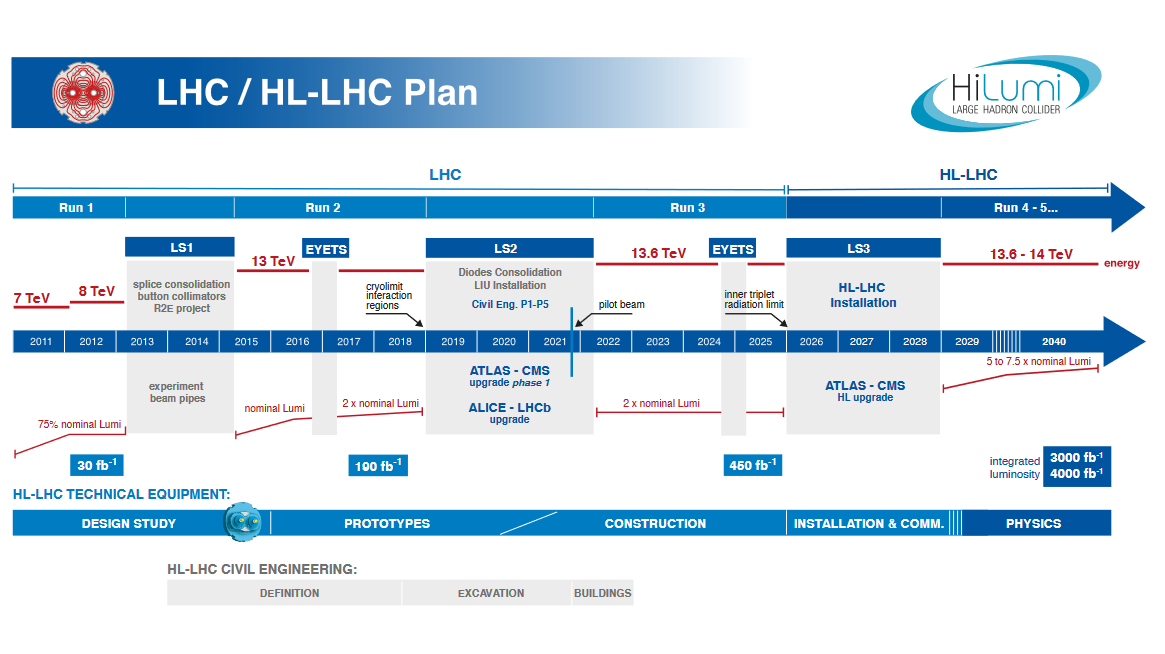 LHC / HL-LHC Plan
HiLumi
LARGE HADRON COLLIDER
LHC
HL-LHC
Run 1
Run 2
Run 3
Run 4 - 5...
LS1
EYETS
LS2
EYETS
LS3
7 TeV
8 TeV
13 TeV
13.6 TeV
13.6 - 14 TeV
energy
splice consolidation
button collimators
R2E project
cryolimit
interaction
regions
Diodes Consolidation
LIU Installation
Civil Eng. P1-P5
pilot beam
inner triplet
radiation limit
HL-LHC
Installation
2011
2012
2013
2014
2015
2016
2017
2018
2019
2020
2021
2022
2023
2024
2025
2026
2027
2028
2029
2040
experiment
beam pipes
ATLAS - CMS
upgrade phase 1
ALICE - LHCb
upgrade
ATLAS - CMS
HL upgrade
5 to 7.5 x nominal Lumi
75% nominal Lumi
nominal Lumi
2 x nominal Lumi
2 x nominal Lumi
30 fb-1
190 fb-1
450 fb-1
integrated
luminosity
3000 fb-1
4000 fb-1
HL-LHC TECHNICAL EQUIPMENT:
DESIGN STUDY
PROTOTYPES
CONSTRUCTION
INSTALLATION & COMM.
PHYSICS
HL-LHC CIVIL ENGINEERING:
DEFINITION
EXCAVATION
BUILDINGS